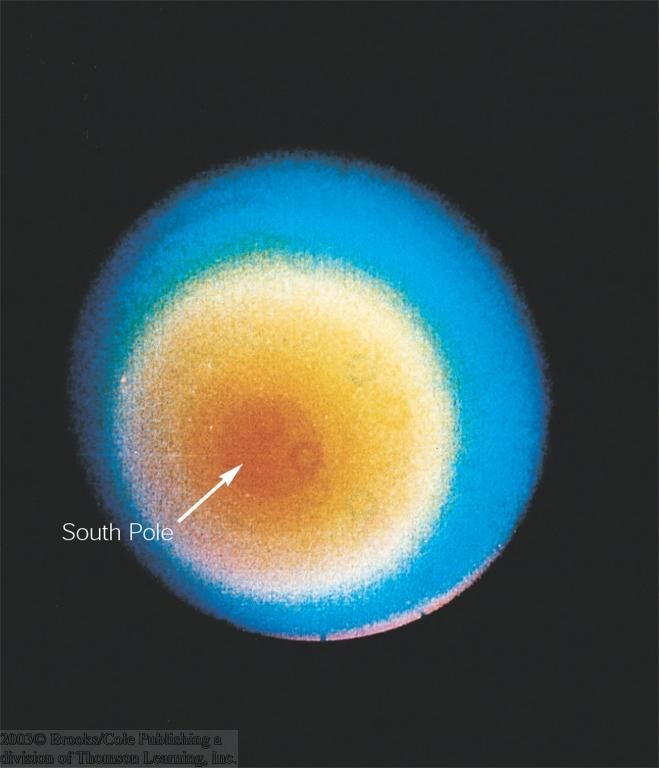 South Pole
2003© Brooks/Cole Publishing a
division of Thomson Learning, Inc.